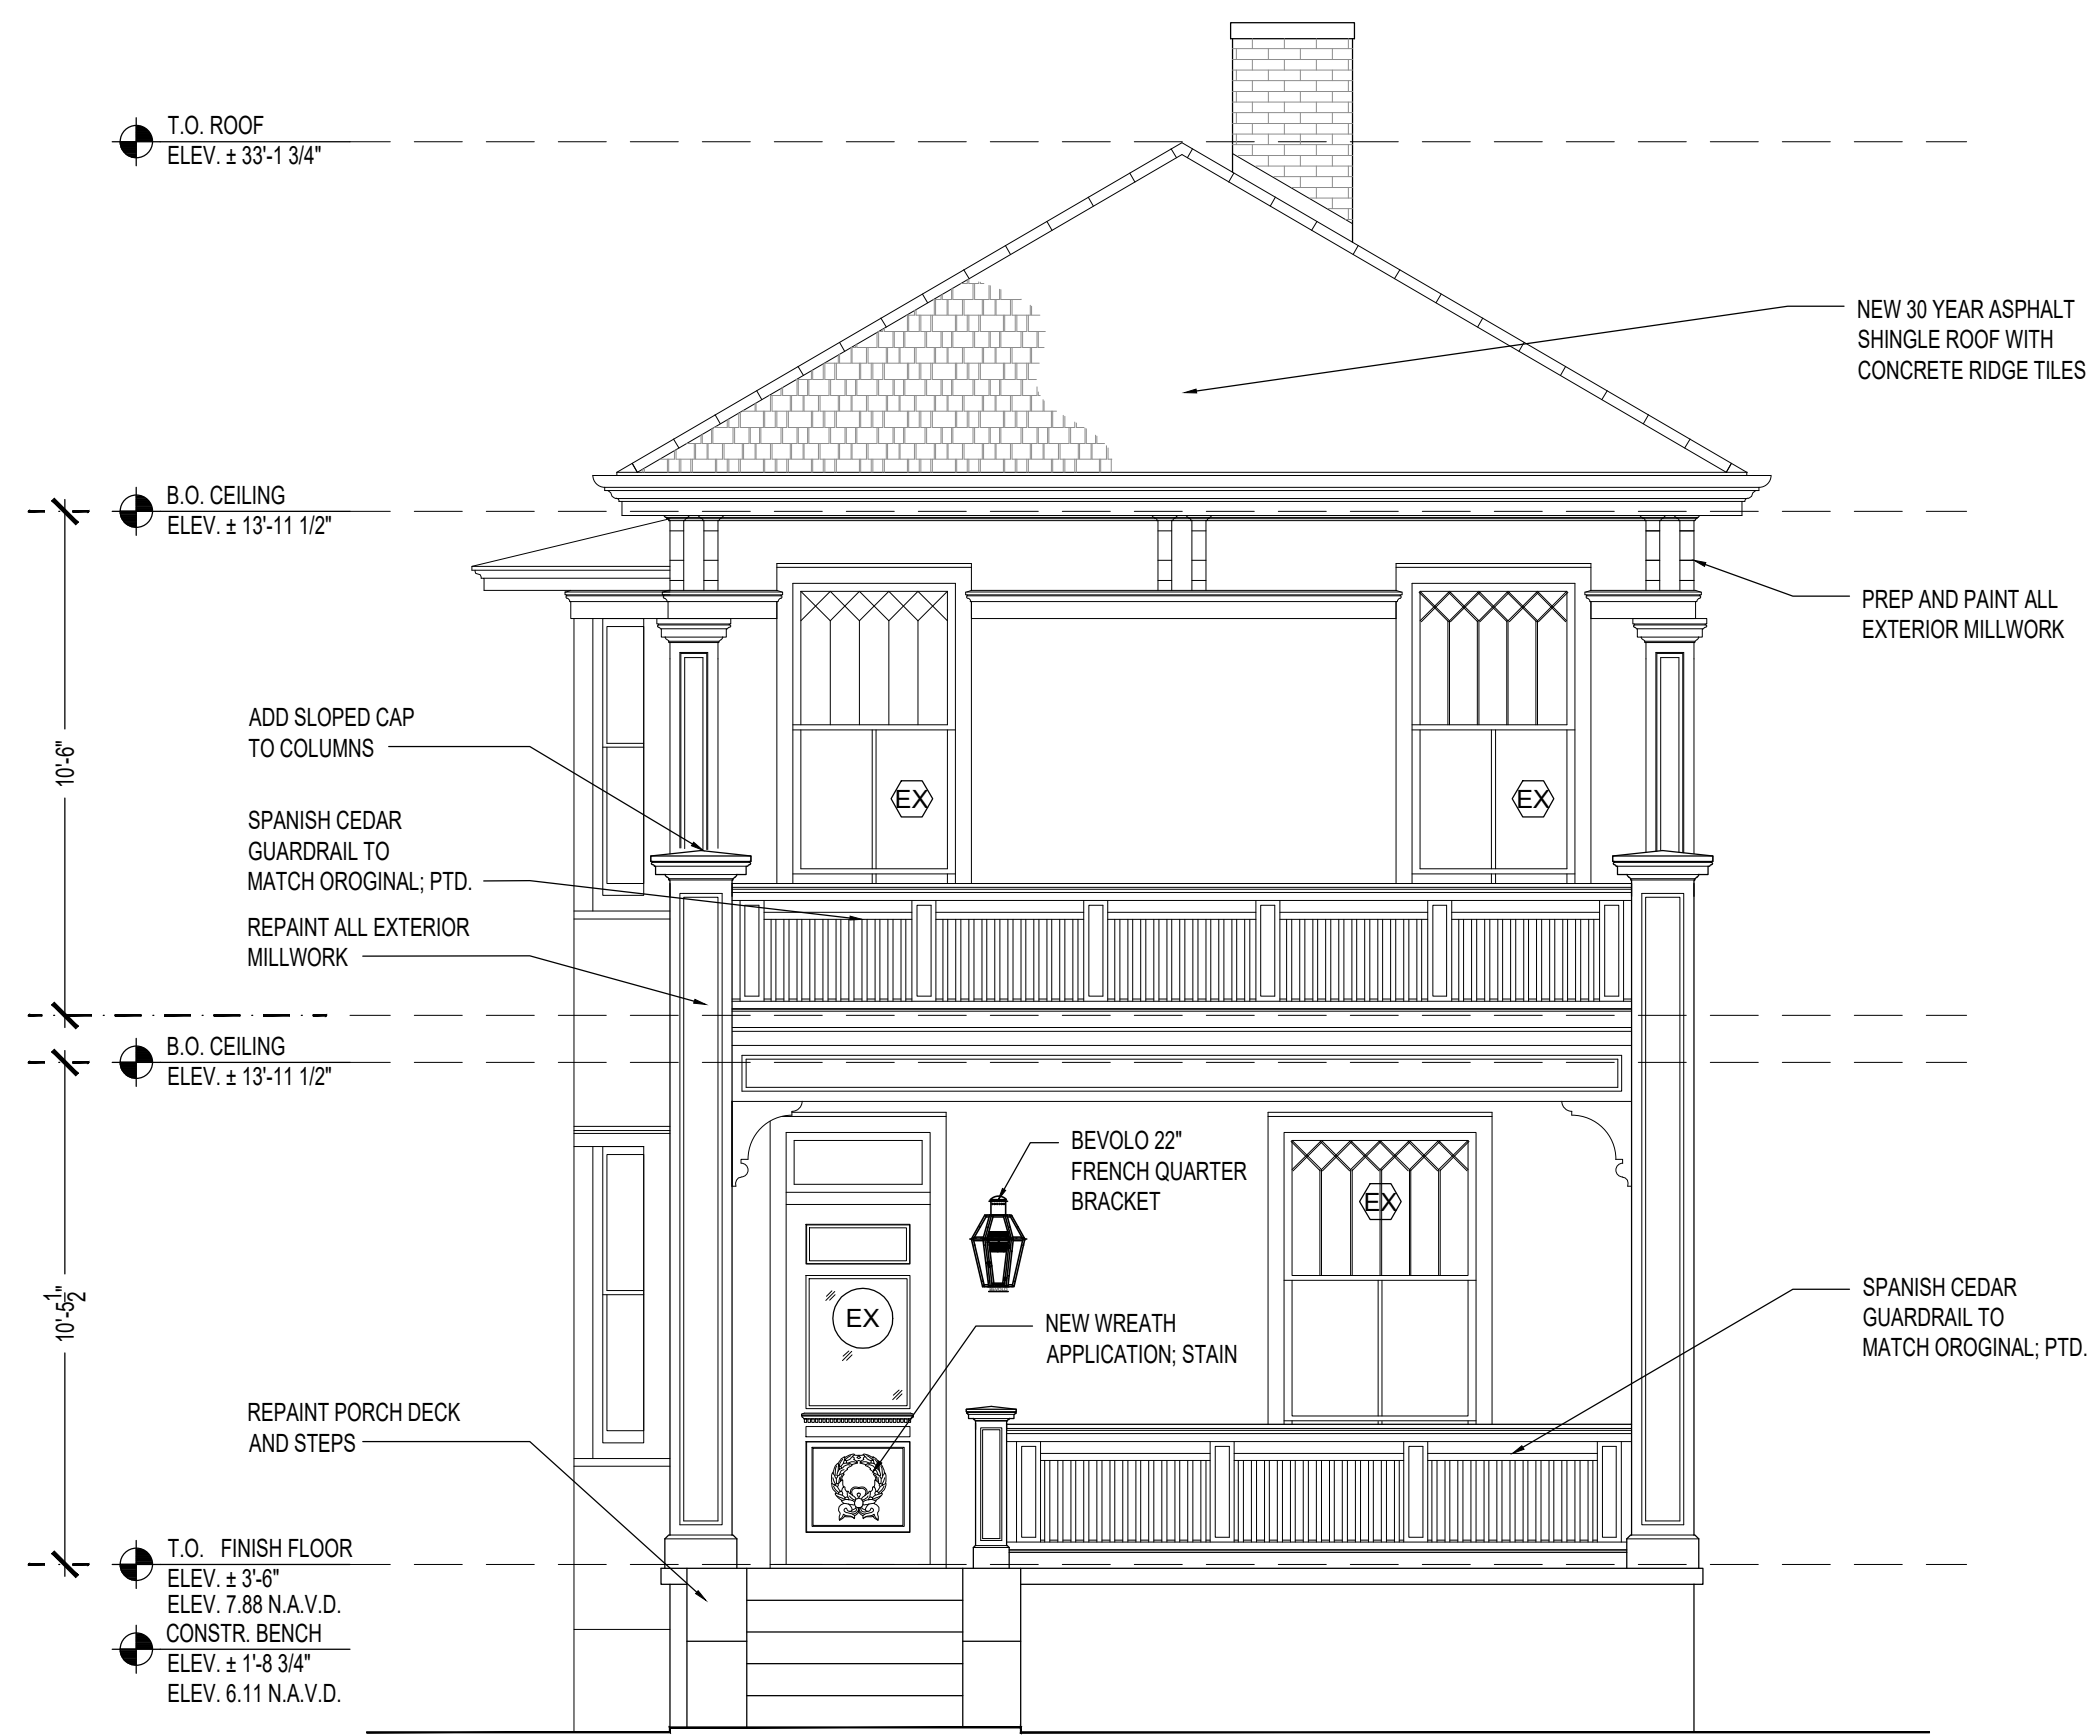 T.O. ROOF
ELEV. ± 33'-1 3/4"
NEW 30 YEAR ASPHALT
SHINGLE ROOF WITH
CONCRETE RIDGE TILES
B.O. CEILING
ELEV. ± 13'-11 1/2"
PREP AND PAINT ALL
EXTERIOR MILLWORK
ADD SLOPED CAP
TO COLUMNS
10'-6"
EX
EX
SPANISH CEDAR
GUARDRAIL TO
MATCH OROGINAL; PTD.
REPAINT ALL EXTERIOR
MILLWORK
B.O. CEILING
ELEV. ± 13'-11 1/2"
BEVOLO 22"
FRENCH QUARTER
BRACKET
EX
10'-5 1/2"
EX
SPANISH CEDAR
GUARDRAIL TO
MATCH OROGINAL; PTD.
NEW WREATH
APPLICATION; STAIN
REPAINT PORCH DECK
AND STEPS
T.O. FINISH FLOOR
ELEV. ± 3'-6"
ELEV. 7.88 N.A.V.D.
CONSTR. BENCH
ELEV. ± 1'-8 3/4"
ELEV. 6.11 N.A.V.D.